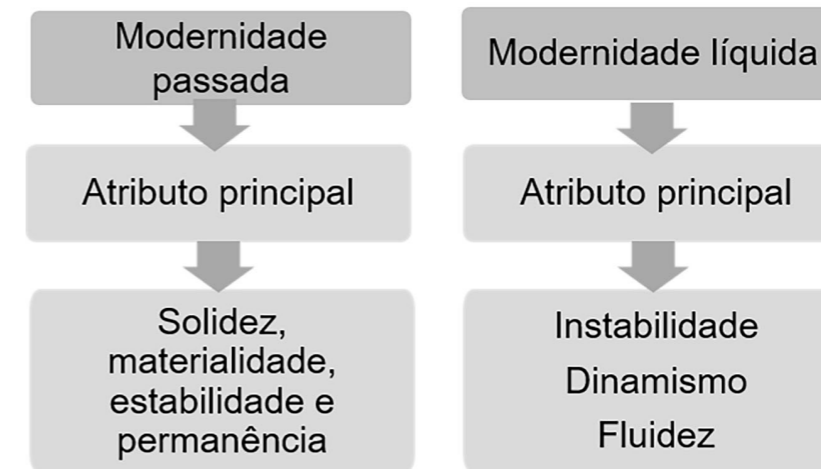 Modernidade
passada
Atributo principal
Solidez,
materialidade,
estabilidade e
permanência
Modernidade líquida
Atributo principal
Instabilidade
Dinamismo
Fluidez